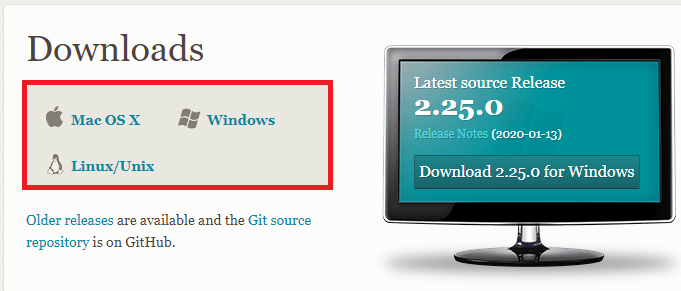 Downloads
Mac OS X
Windows
Linux/Unix
Older releases are available and the Git source
repository is on GitHub.
Latest source Release
2.25.0
Release Notes (2020-01-13)
Download 2.25.0 for Windows